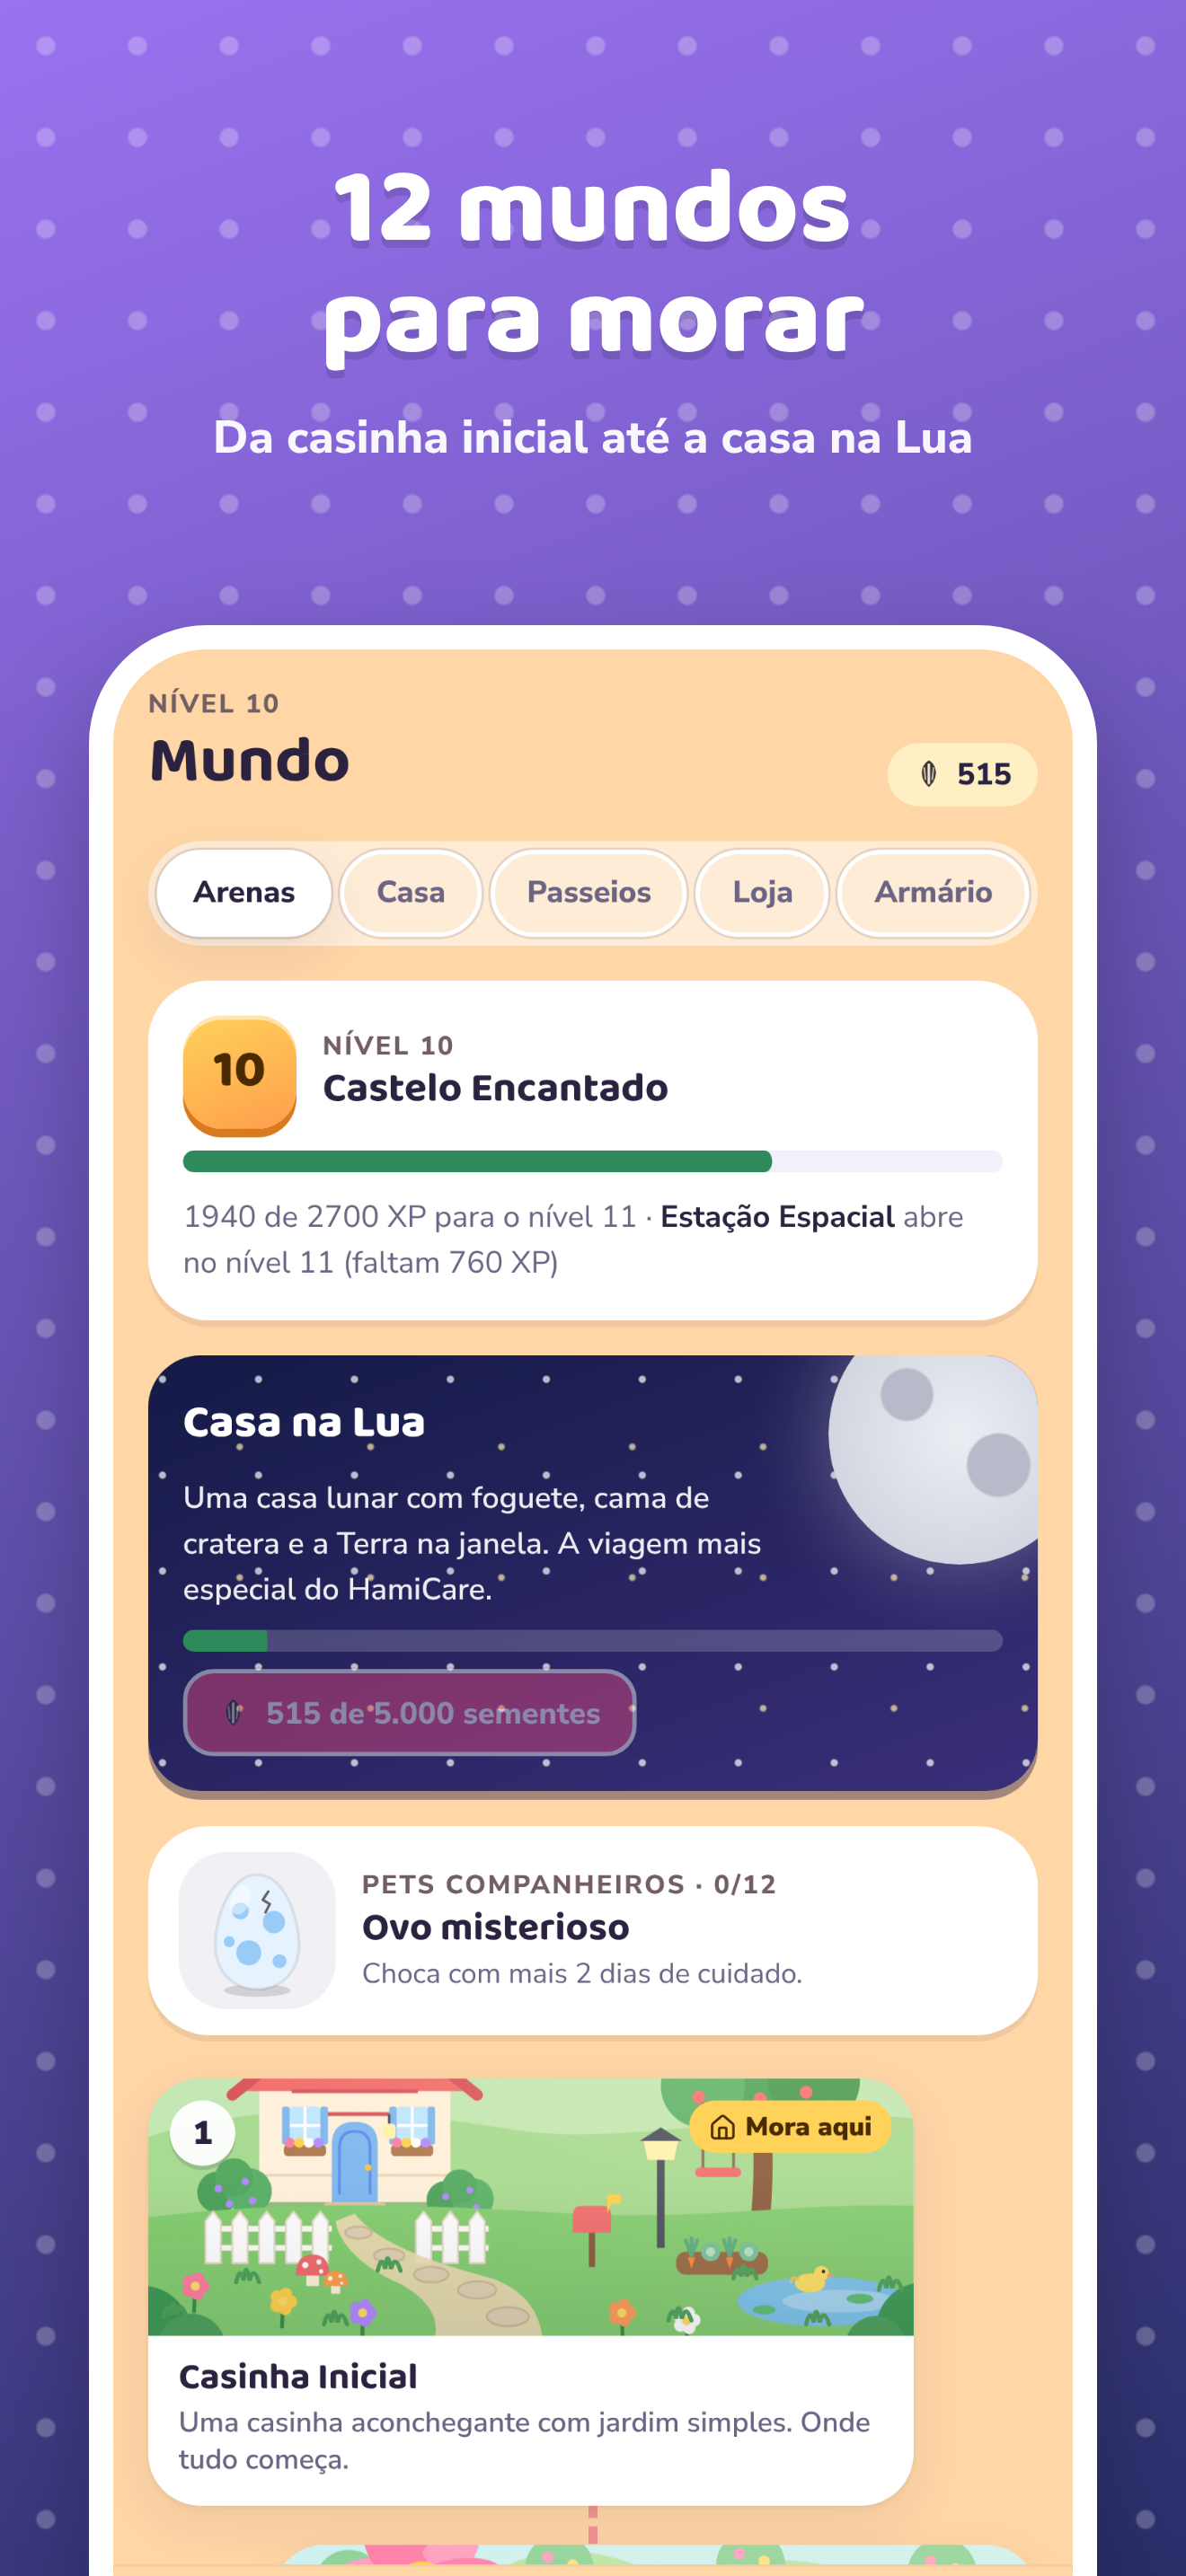 12 mundos
para morar
Da casinha inicial até a casa na Lua
NÍVEL 10
Mundo
515
Arenas
Casa
Passeios
Loja
Armário
10
NÍVEL 10
Castelo Encantado
1940 de 2700 XP para o nível 11 · Estação Espacial abre
no nível 11 (faltam 760 XP)
Casa na Lua
Uma casa lunar com foguete, cama de
cratera e a Terra na janela. A viagem mais
especial do HamiCare.
515 de 5.000 sementes
PETS COMPANHEIROS · 0/12
Ovo misterioso
Choca com mais 2 dias de cuidado.
1
Mora aqui
Casinha Inicial
Uma casinha aconchegante com jardim simples. Onde
tudo começa.